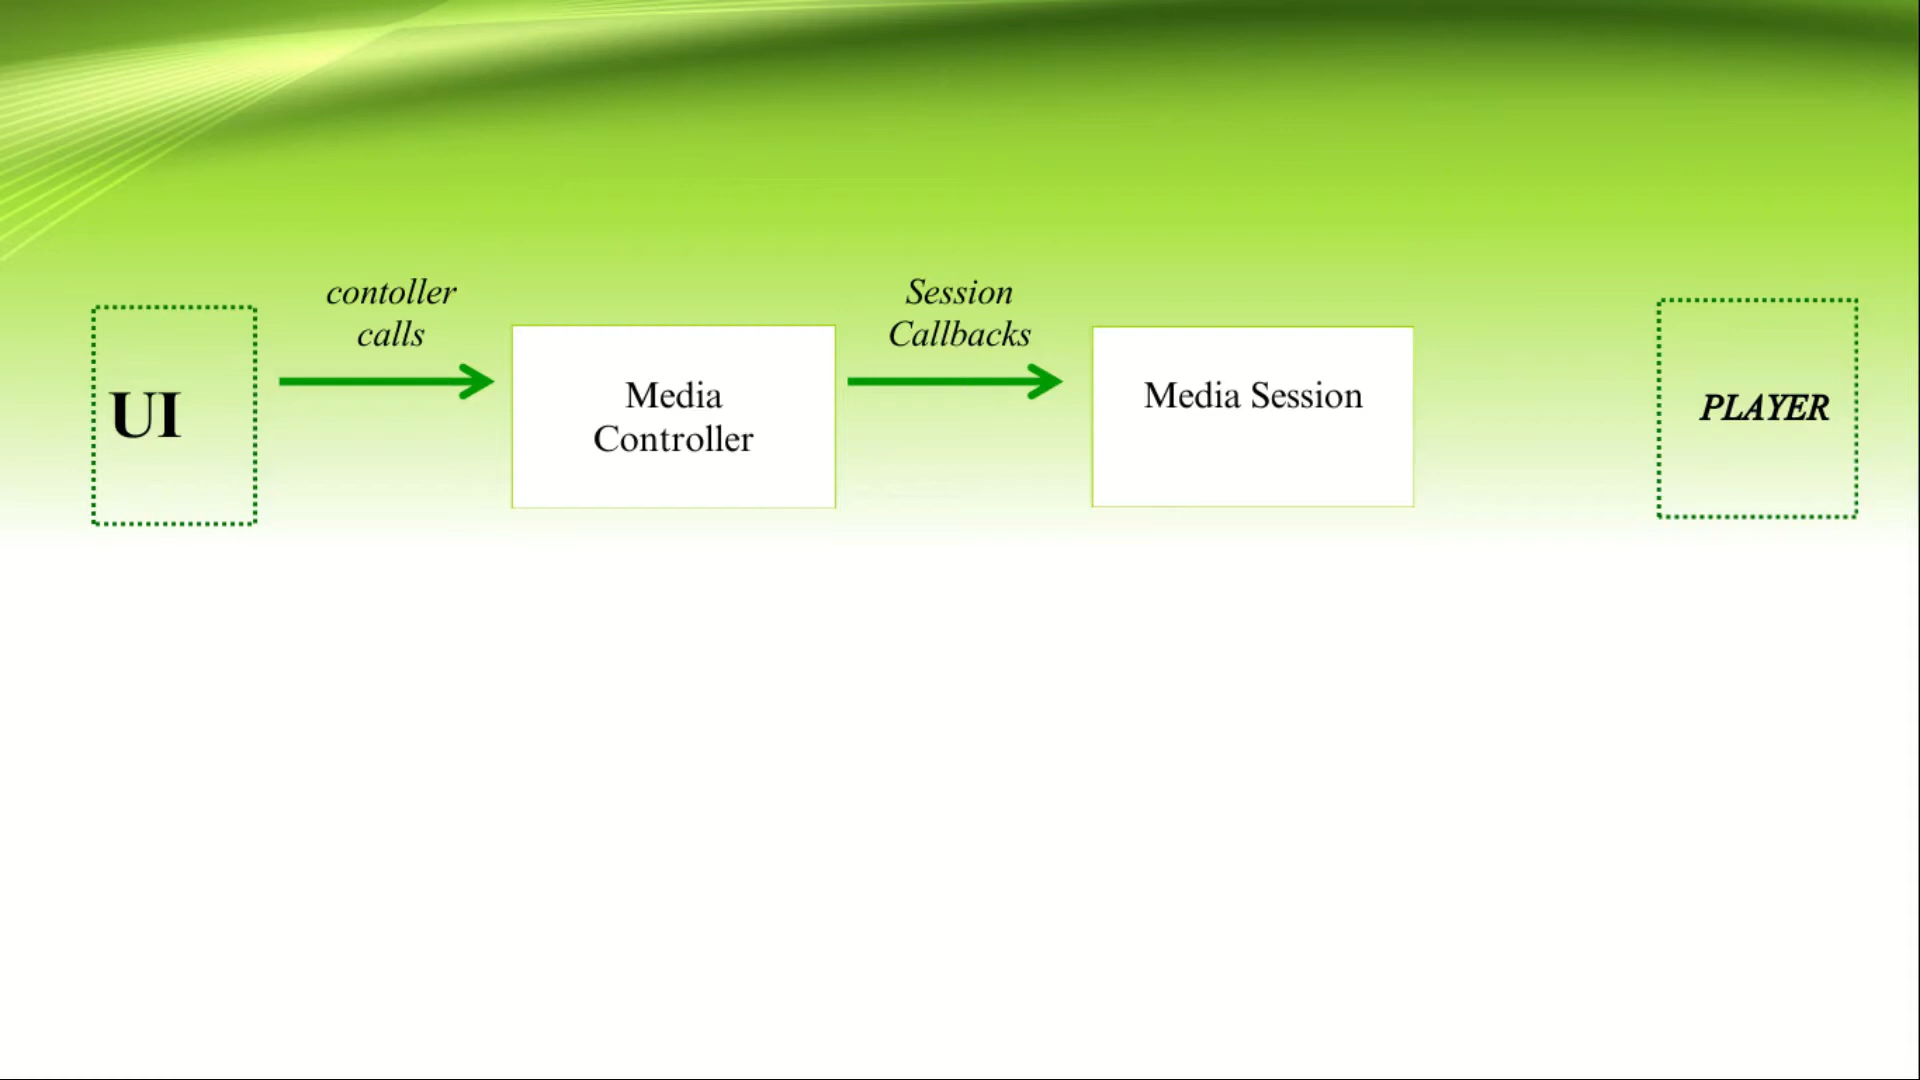 contoller
calls
Session
Callbacks
UI
Media
Controller
Media Session
PLAYER